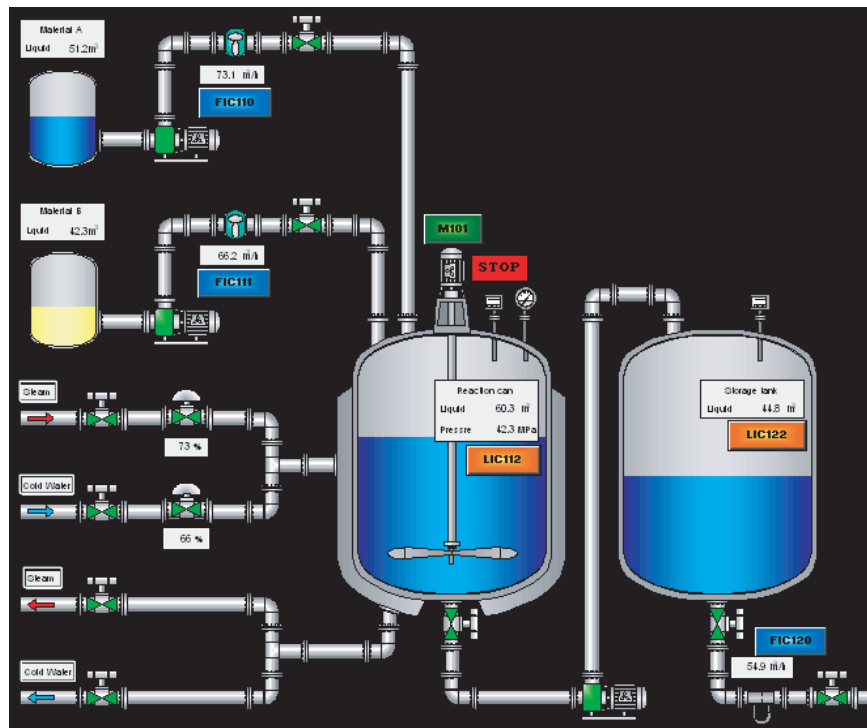 Material A
Liquid 51.2m³
73.1 m³/h
FIC110
Material B
Liquid 42.3m³
66.2 m³/h
FIC111
M101
STOP
Steam
73 %
Cold Water
66 %
Steam
Cold Water
Reaction can
Liquid 60.3 m³
Pressre 42.3 MPa
LIC112
Storage tank
Liquid 44.8 m³
LIC122
FIC120
54.9 m³/h